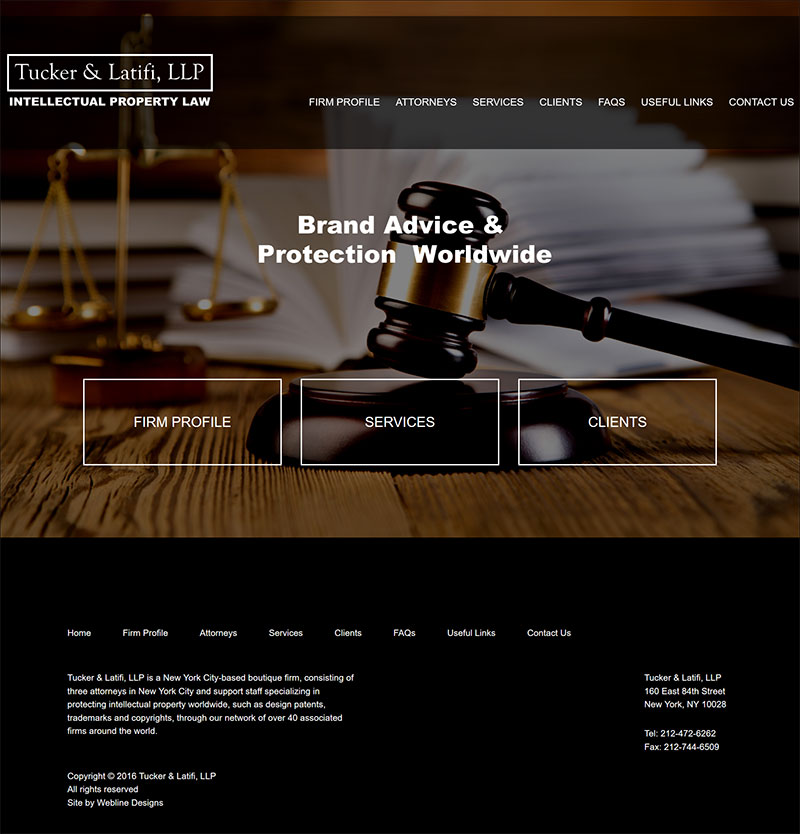 Tucker & Latifi, LLP
INTELLECTUAL PROPERTY LAW
FIRM PROFILE ATTORNEYS SERVICES CLIENTS FAQS USEFUL LINKS CONTACT US
Brand Advice &
Protection Worldwide
FIRM PROFILE SERVICES CLIENTS
Home Firm Profile Attorneys Services Clients FAQs Useful Links Contact Us
Tucker & Latifi, LLP is a New York City-based boutique firm, consisting of
three attorneys in New York City and support staff specializing in
protecting intellectual property worldwide, such as design patents,
trademarks and copyrights, through our network of over 40 associated
firms around the world.
Tucker & Latifi, LLP
160 East 84th Street
New York, NY 10028
Tel: 212-472-6262
Fax: 212-744-6509
Copyright © 2016 Tucker & Latifi, LLP
All rights reserved
Site by Webline Designs